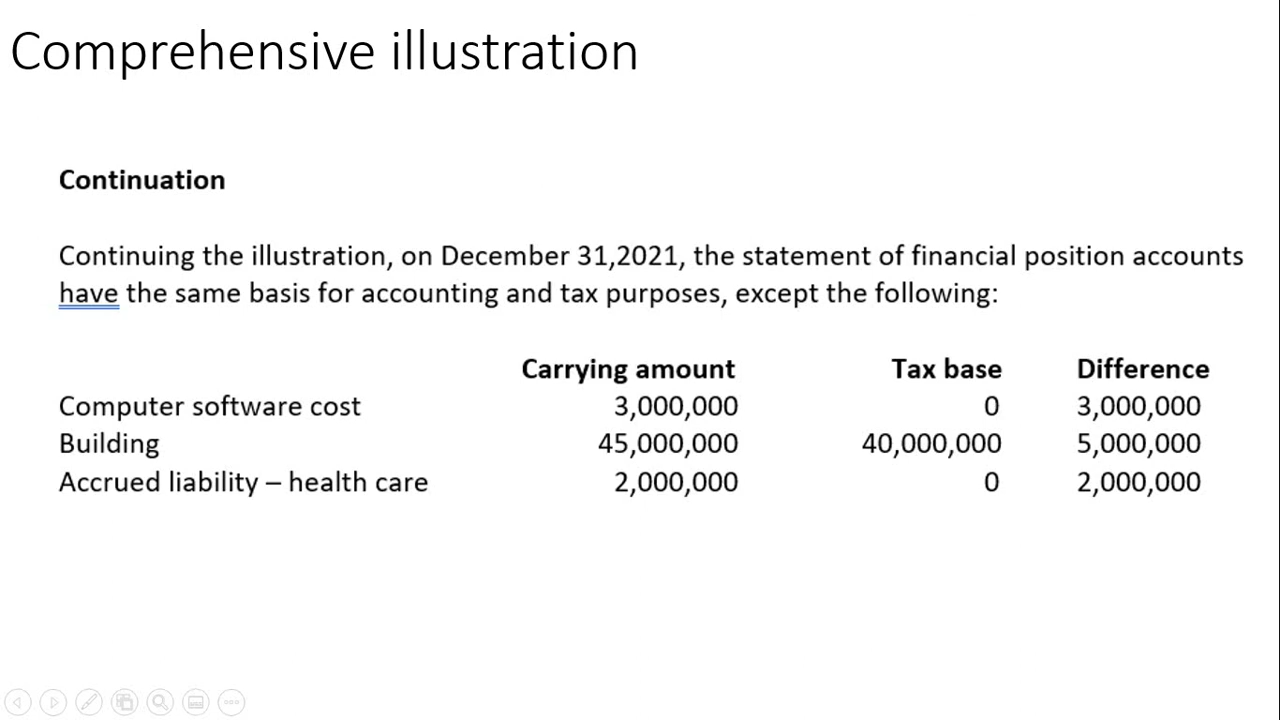 Comprehensive illustration
Continuation
Continuing the illustration, on December 31,2021, the statement of financial position accounts
have the same basis for accounting and tax purposes, except the following:
Carrying amount Tax base Difference
Computer software cost 3,000,000 0 3,000,000
Building 45,000,000 40,000,000 5,000,000
Accrued liability – health care 2,000,000 0 2,000,000